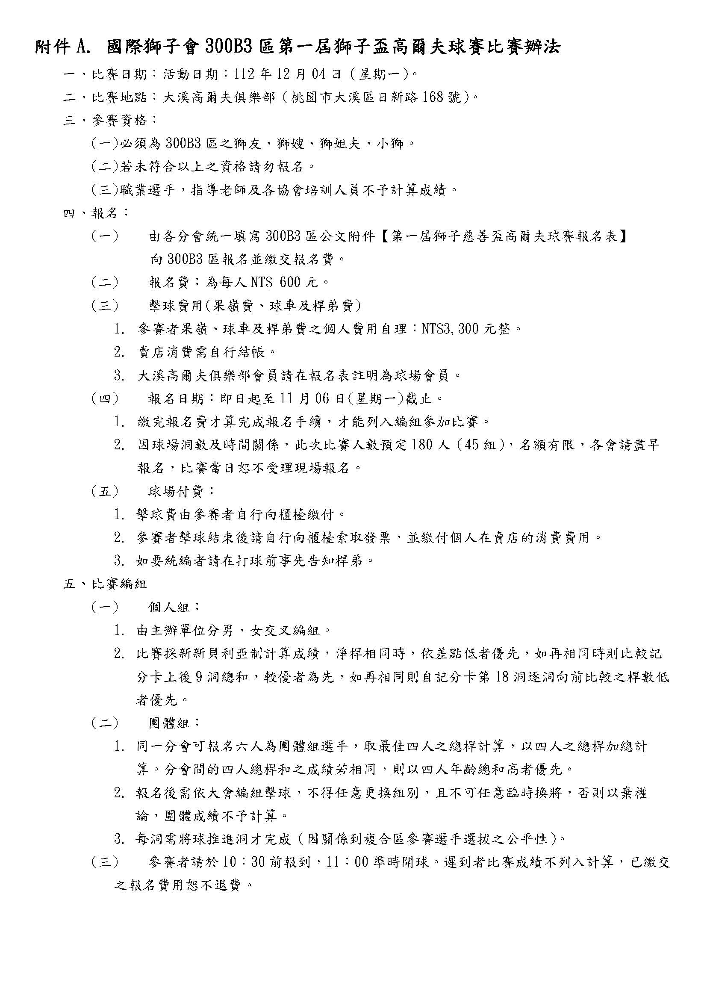 附件 A. 國際獅子會 300B3 區第一屆獅子盃高爾夫球賽比賽辦法
一、比賽日期：活動日期：112 年 12 月 04 日（星期一）。
二、比賽地點：大溪高爾夫俱樂部（桃園市大溪區日新路 168 號）。
三、參賽資格：
(一)必須為 300B3 區之獅友、獅嫂、獅姐夫、小獅。
(二)若未符合以上之資格請勿報名。
(三)職業選手，指導老師及各協會培訓人員不予計算成績。
四、報名：
(一) 由各分會統一填寫 300B3 區公文附件【第一屆獅子慈善盃高爾夫球賽報名表】
向 300B3 區報名並繳交報名費。
(二) 報名費：為每人 NT$ 600 元。
(三) 擊球費用(果嶺費、球車及桿弟費)
1. 參賽者果嶺、球車及桿弟費之個人費用自理：NT$3,300 元整。
2. 賣店消費需自行結帳。
3. 大溪高爾夫俱樂部會員請在報名表註明為球場會員。
(四) 報名日期：即日起至 11 月 06 日(星期一)截止。
1. 繳完報名費才算完成報名手續，才能列入編組參加比賽。
2. 因球場洞數及時間關係，此次比賽人數預定 180 人（45 組），名額有限，各會請盡早
報名，比賽當日恕不受理現場報名。
(五) 球場付費：
1. 擊球費由參赛者自行向櫃檯繳付。
2. 參賽者擊球結束後請自行向櫃檯索取發票，並繳付個人在賣店的消費費用。
3. 如要統編者請在打球前事先告知桿弟。
五、比賽編組
(一) 個人組：
1. 由主辦單位分男、女交叉編組。
2. 比賽採新新貝利亞制計算成績，淨桿相同時，依差點低者優先，如再相同時則比較記
分卡上後 9 洞總和，較優者為先，如再相同則自記分卡第 18 洞逐洞向前比較之桿數低
者優先。
(二) 團體組：
1. 同一分會可報名六人為團體組選手，取最佳四人之總桿計算，以四人之總桿加總計
算。分會間的四人總桿和之成績若相同，則以四人年齡總和高者優先。
2. 報名後需依大會編組擊球，不得任意更換組別，且不可任意臨時換將，否則以棄權
論，團體成績不予計算。
3. 每洞需將球推進洞才完成（因關係到複合區參賽選手選拔之公平性）。
(三) 參賽者請於 10：30 前報到，11：00 準時開球。遲到者比賽成績不列入計算，已繳交
之報名費用恕不退費。